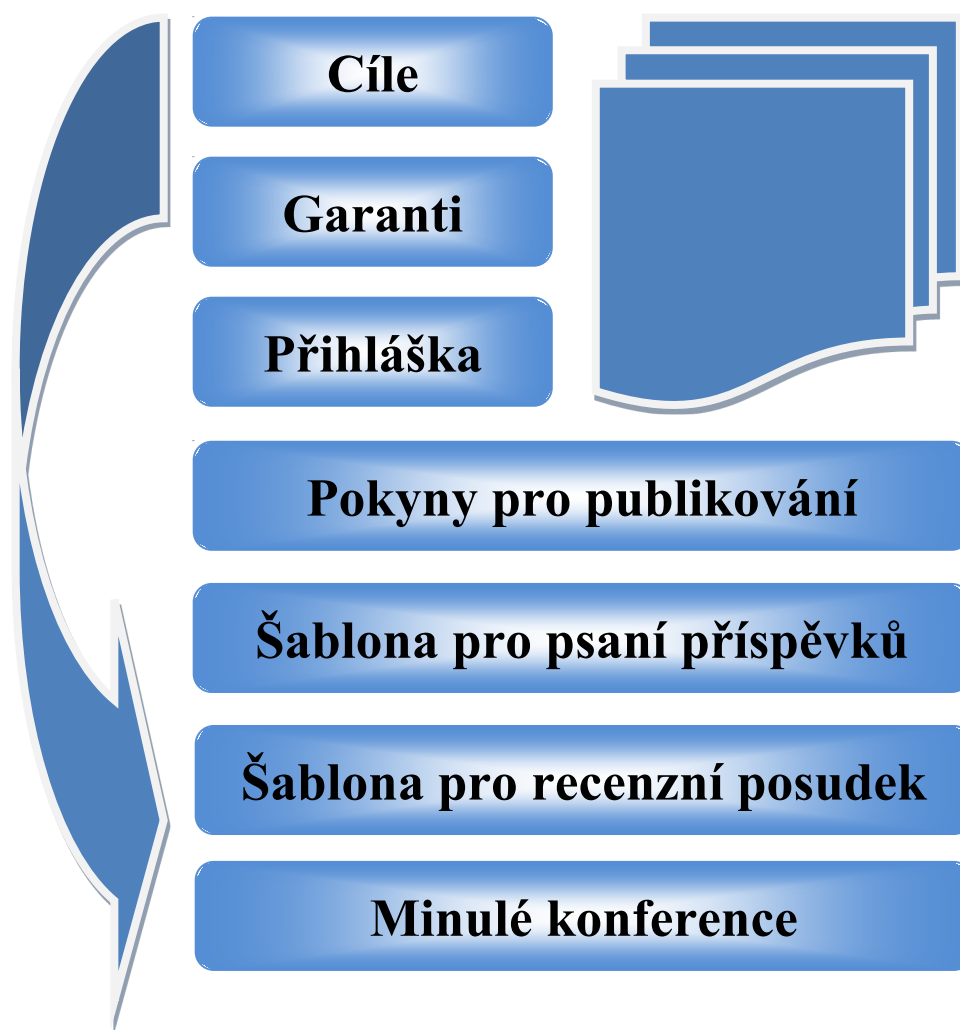 Cíle
Garanti
Přihláška
Pokyny pro publikování
Šablona pro psaní příspěvků
Šablona pro recenzní posudek
Minulé konference